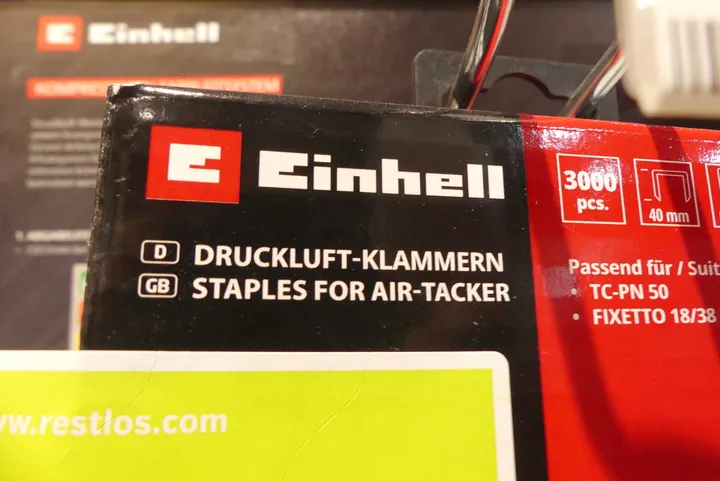 Einhell
Einhell
3000
pcs.
40 mm
D DRUCKLUFT-KLAMMERN
GB STAPLES FOR AIR-TACKER
Passend für / Suit
• TC-PN 50
• FIXETTO 18/38
www.restlos.com